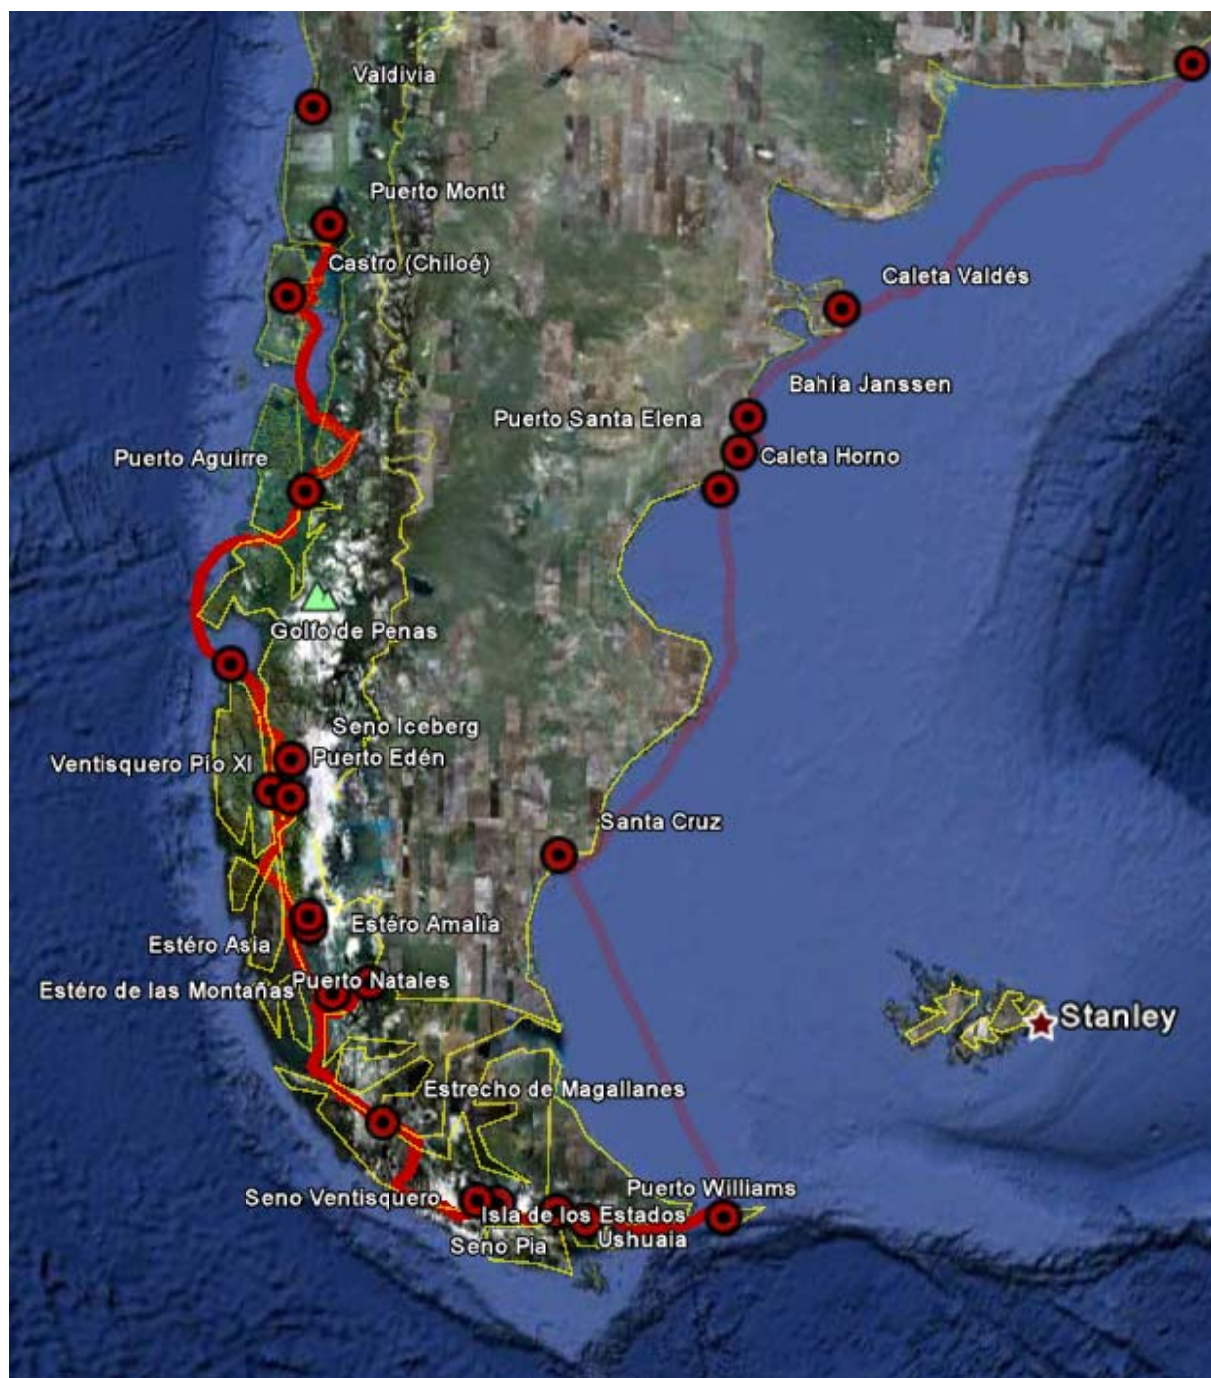 Valdivia
Puerto Montt
Castro (Chiloé)
Caleta Valdés
Bahía Janssen
Puerto Santa Elena
Caleta Horno
Puerto Aguirre
Golfo de Penas
Seno Iceberg
Puerto Edén
Ventisquero Pío XI
Santa Cruz
Estéro Amalia
Estéro Asia
Puerto Natales
Estéro de las Montañas
Stanley
Estrecho de Magallanes
Puerto Williams
Seno Ventisquero
Isla de los Estados
Ushuaia
Seno Pia